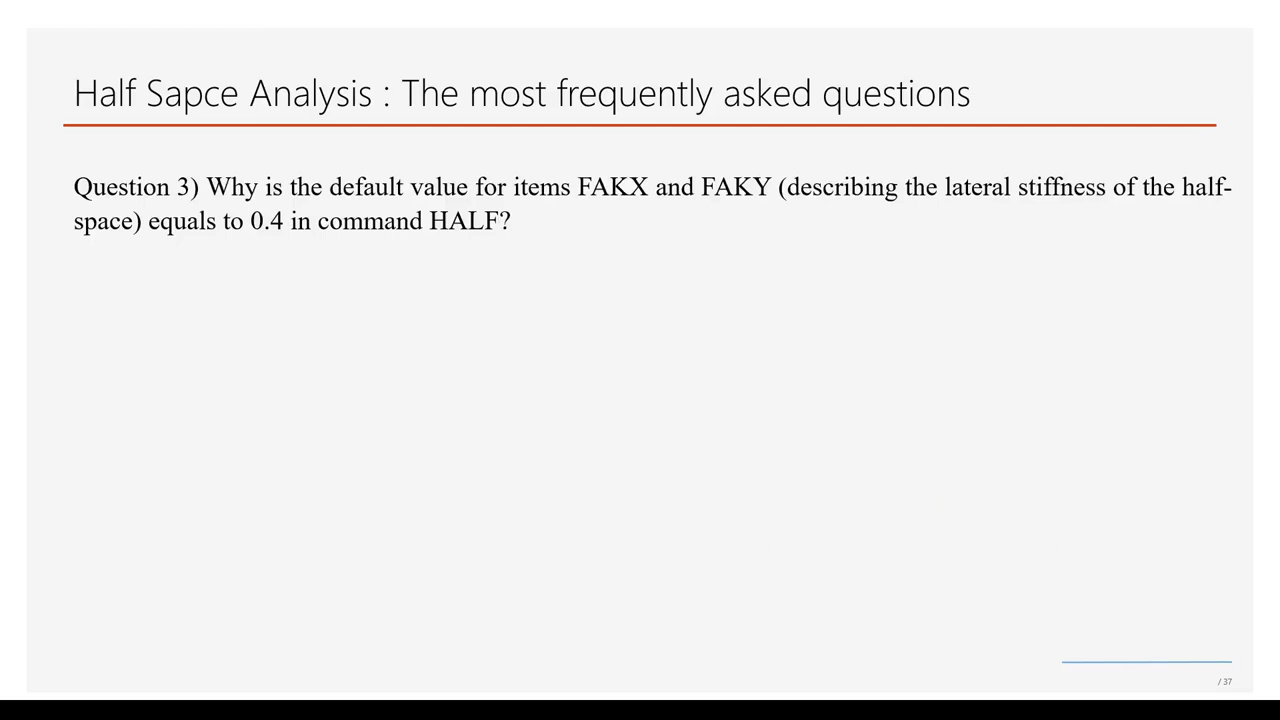 Half Sapce Analysis : The most frequently asked questions
Question 3) Why is the default value for items FAKX and FAKY (describing the lateral stiffness of the half-
space) equals to 0.4 in command HALF?
/ 37